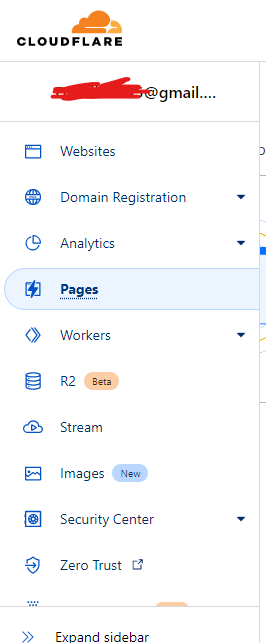 CLOUDFLARE
@gmail....
Websites
Domain Registration
Analytics
Pages
Workers
R2 Beta
Stream
Images New
Security Center
Zero Trust
Expand sidebar